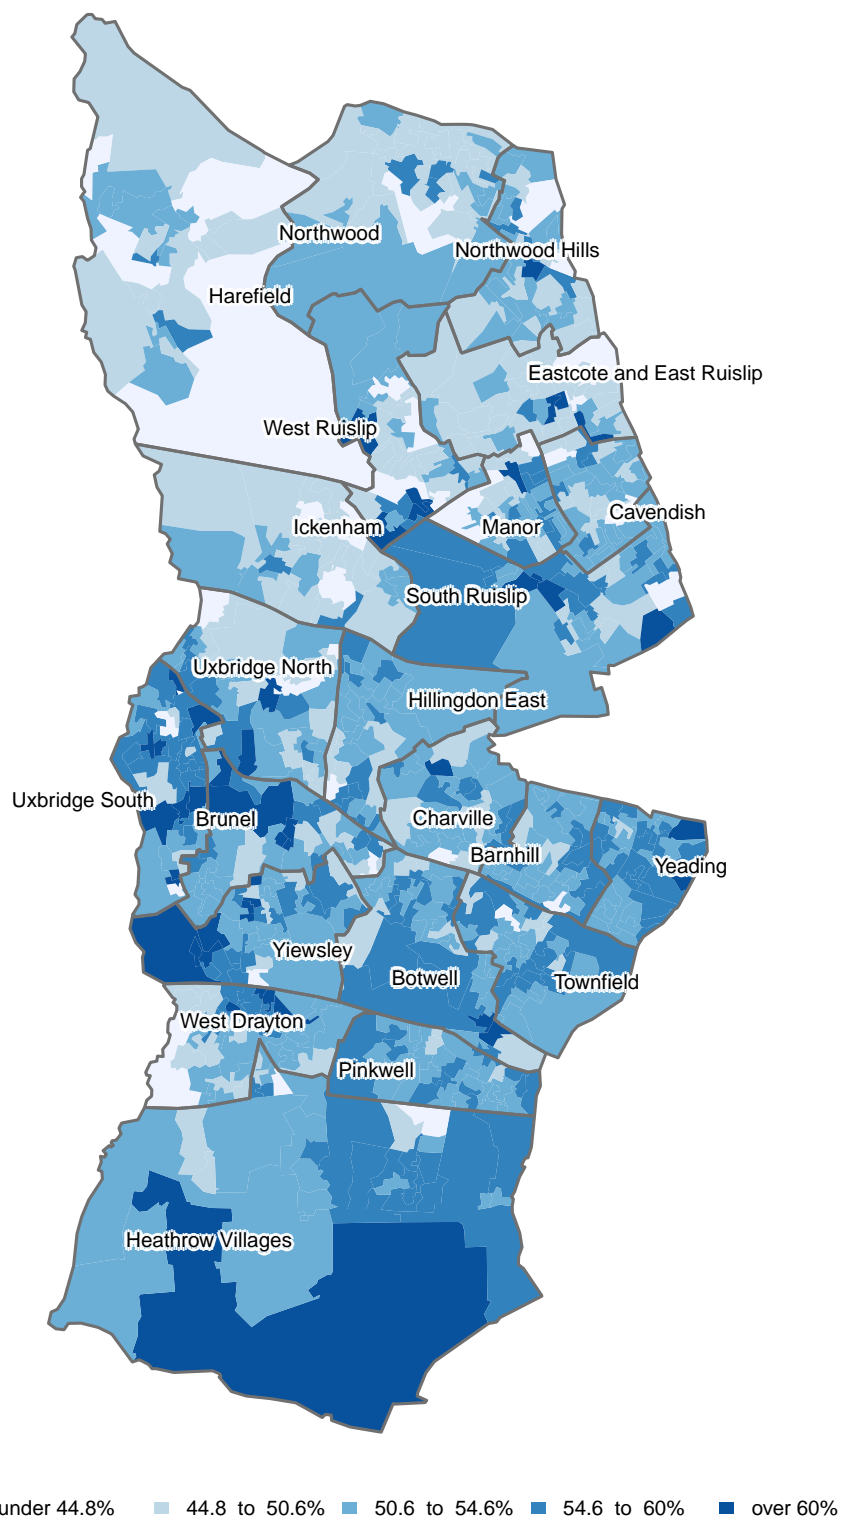 Northwood
Northwood Hills
Harefield
Eastcote and East Ruislip
West Ruislip
Cavendish
Ickenham
Manor
South Ruislip
Uxbridge North
Hillingdon East
Uxbridge South
Brunel
Charville
Barnhill
Yeading
Yiewsley
Botwell
Townfield
West Drayton
Pinkwell
Heathrow Villages
under 44.8% 44.8 to 50.6% 50.6 to 54.6% 54.6 to 60% over 60%